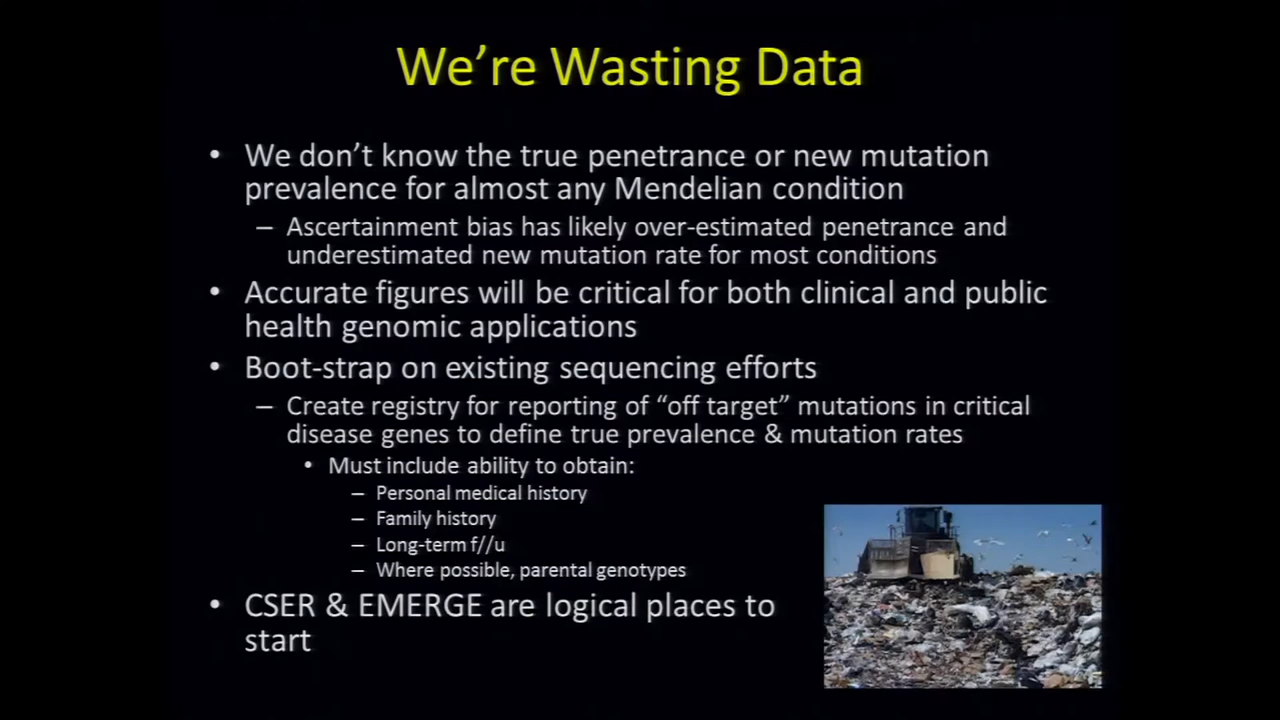 We're Wasting Data
• We don't know the true penetrance or new mutation
prevalence for almost any Mendelian condition
– Ascertainment bias has likely over-estimated penetrance and
underestimated new mutation rate for most conditions
• Accurate figures will be critical for both clinical and public
health genomic applications
• Boot-strap on existing sequencing efforts
– Create registry for reporting of “off target” mutations in critical
disease genes to define true prevalence & mutation rates
• Must include ability to obtain:
– Personal medical history
– Family history
– Long-term f//u
– Where possible, parental genotypes
• CSER & EMERGE are logical places to
start